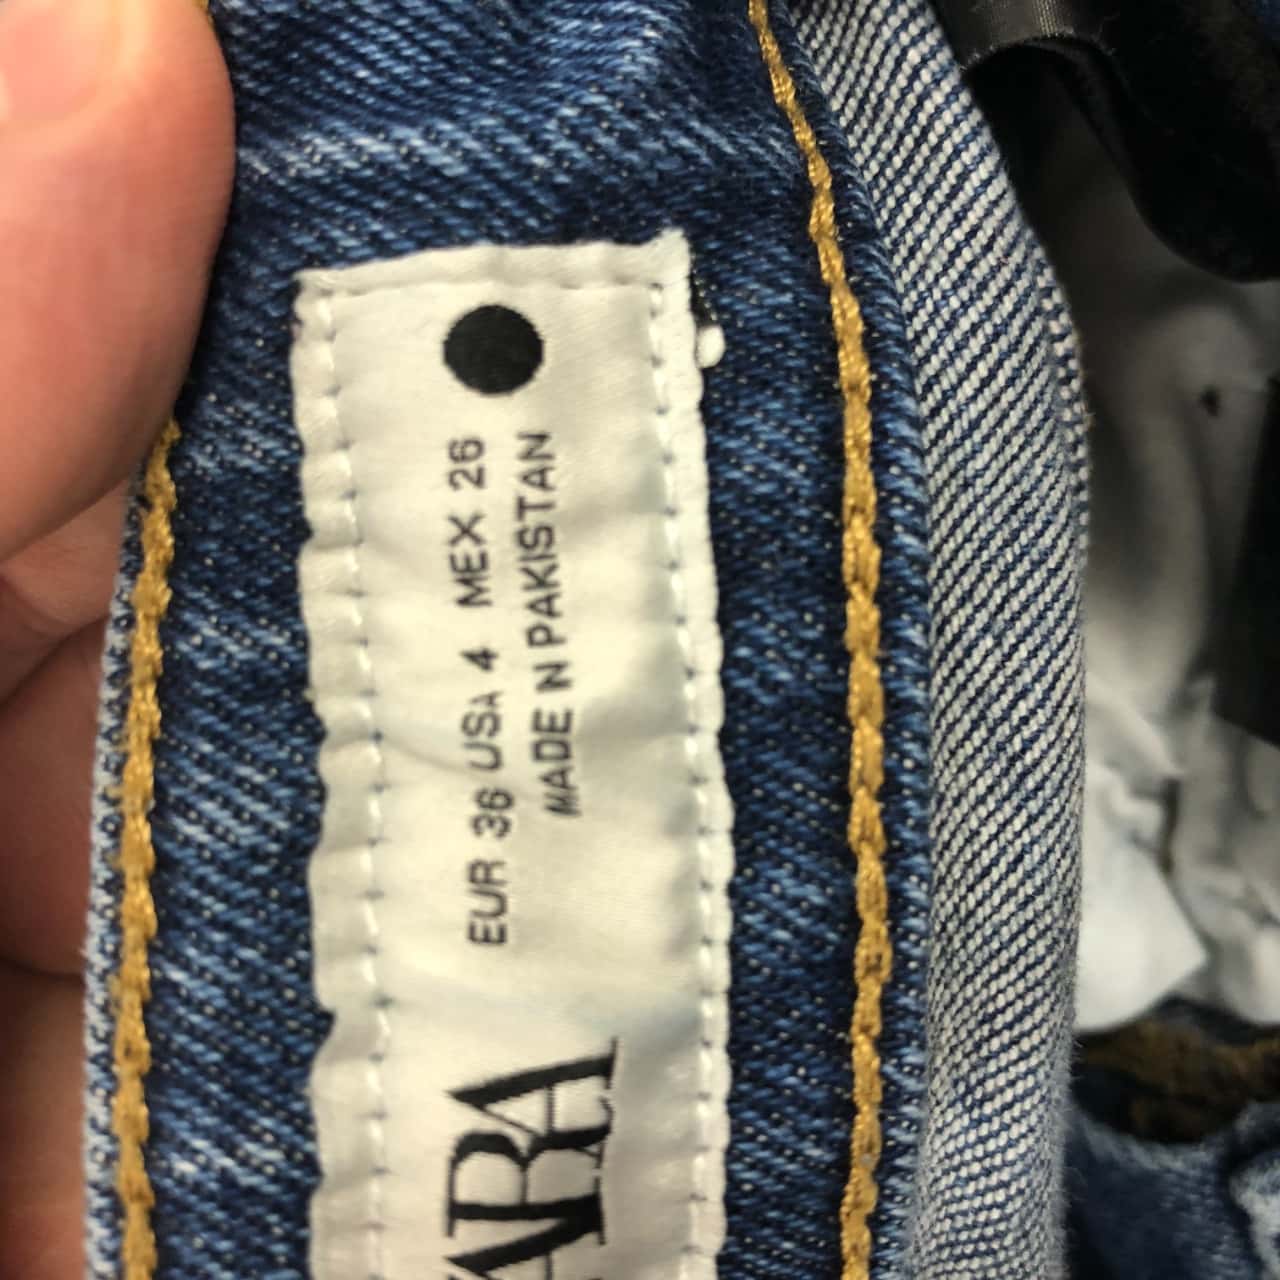 ARA
EUR 36 USA 4 MEX 26
MADE IN PAKISTAN